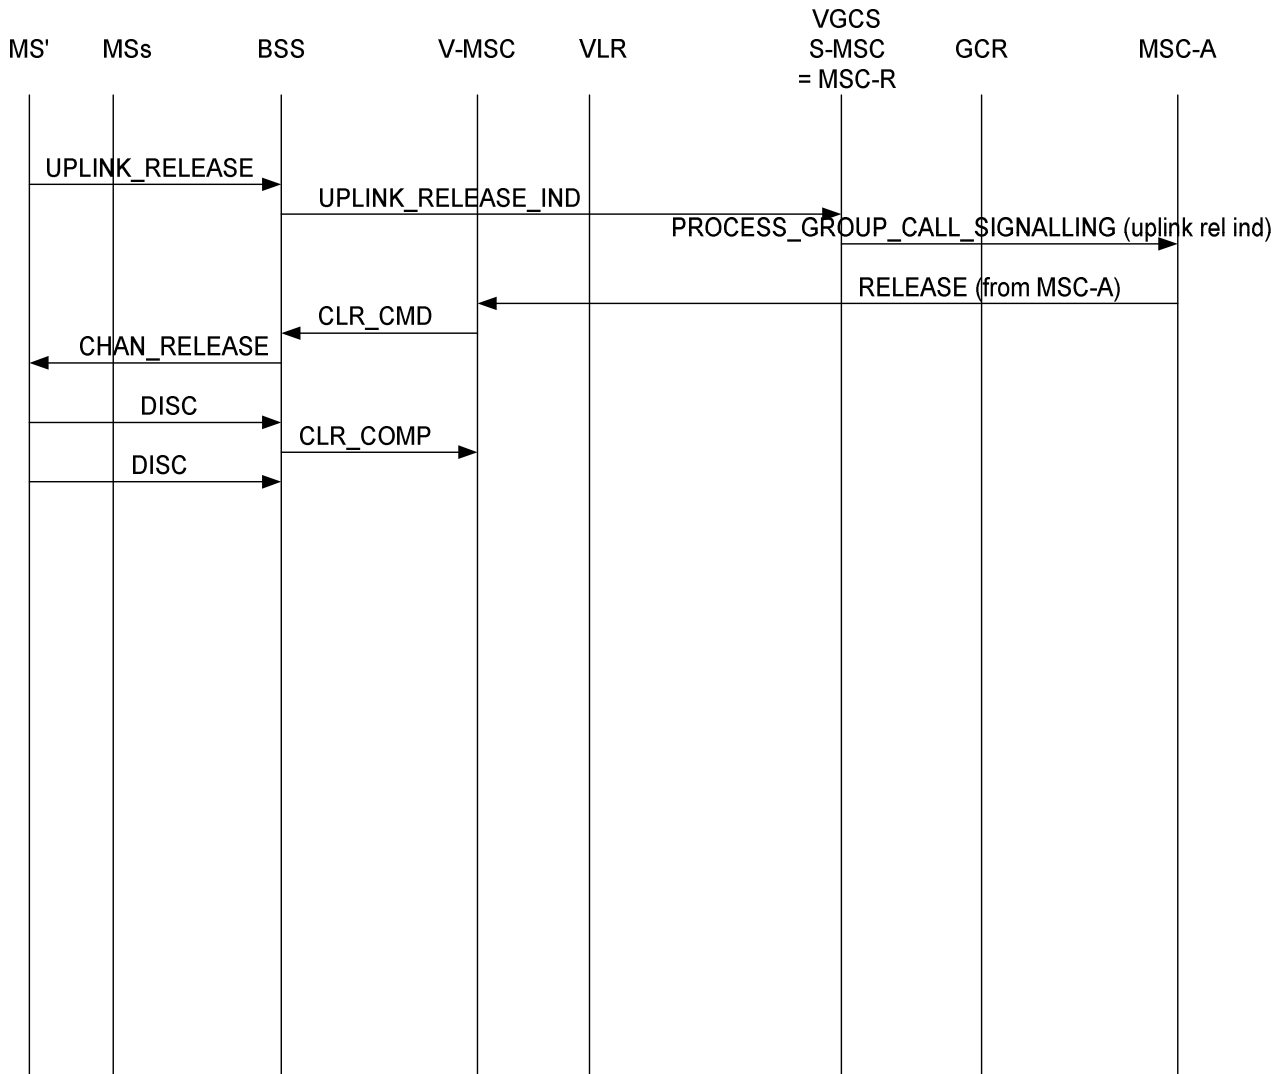 VGCS
MS' MSs BSS V-MSC VLR S-MSC GCR MSC-A
= MSC-R
UPLINK_RELEASE
UPLINK_RELEASE_IND
PROCESS_GROUP_CALL_SIGNALLING (uplink rel ind)
RELEASE (from MSC-A)
CLR_CMD
CHAN_RELEASE
DISC
CLR_COMP
DISC